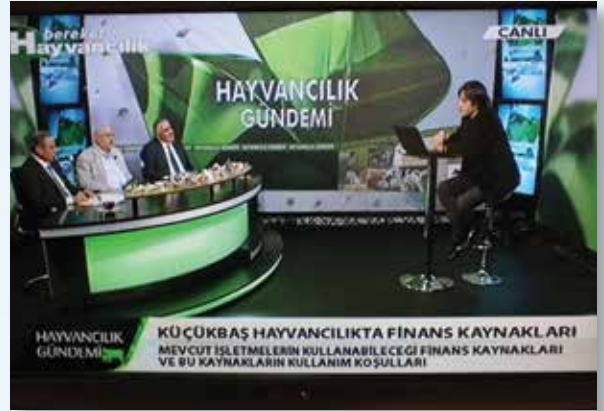 bereket
Hayvancılık
CANLI
HAYVANCILIK
GÜNDEMİ
HAYVANCILIK
GÜNDEMİ
KÜÇÜKBAŞ HAYVANCILIKTA FİNANS KAYNAKLARI
MEVCUT İŞLETMELERİN KULLANABİLECEĞİ FİNANS KAYNAKLARI
VE BU KAYNAKLARIN KULLANIM KOŞULLARI